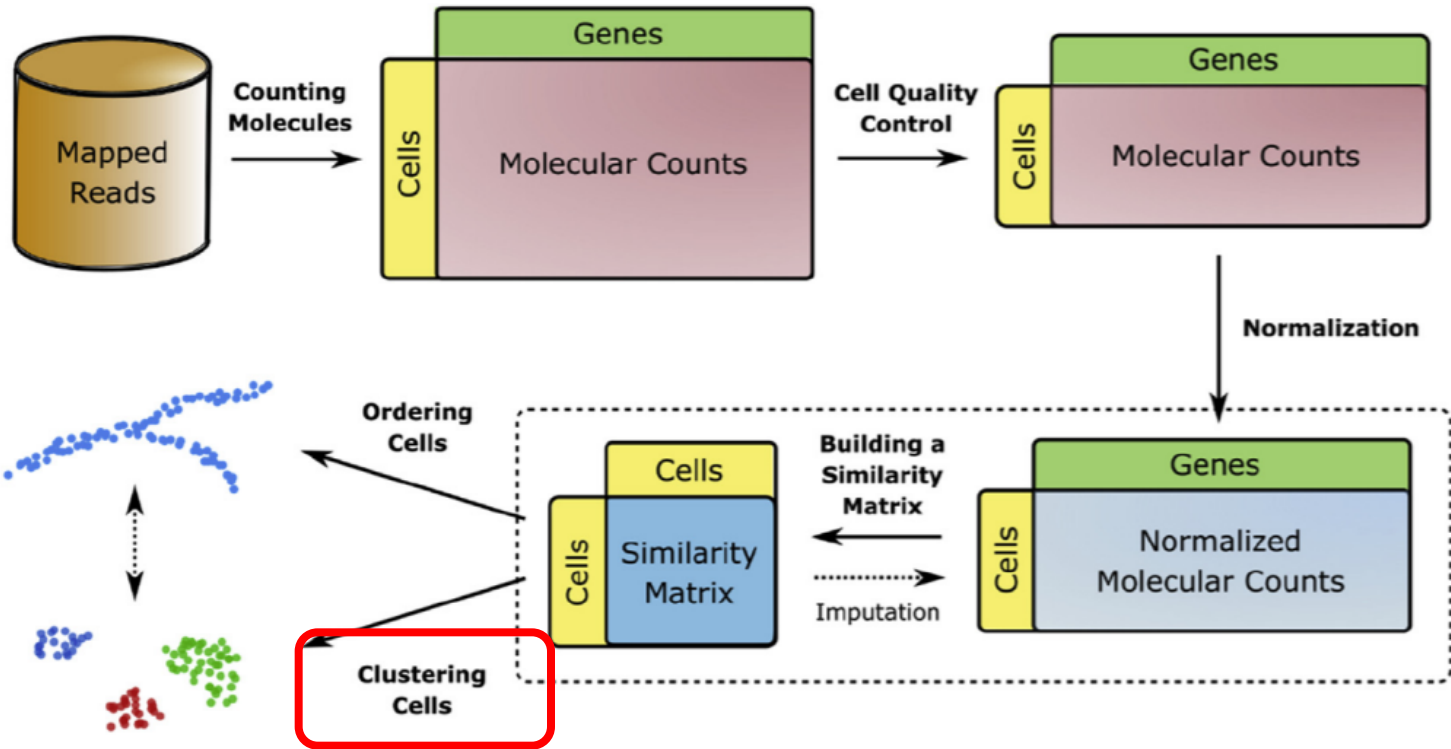 Mapped
Reads
Counting
Molecules
Genes
Cells
Molecular Counts
Cell Quality
Control
Genes
Cells
Molecular Counts
Normalization
Genes
Cells
Normalized
Molecular Counts
Building a
Similarity
Matrix
Imputation
Cells
Cells
Similarity
Matrix
Ordering
Cells
Clustering
Cells